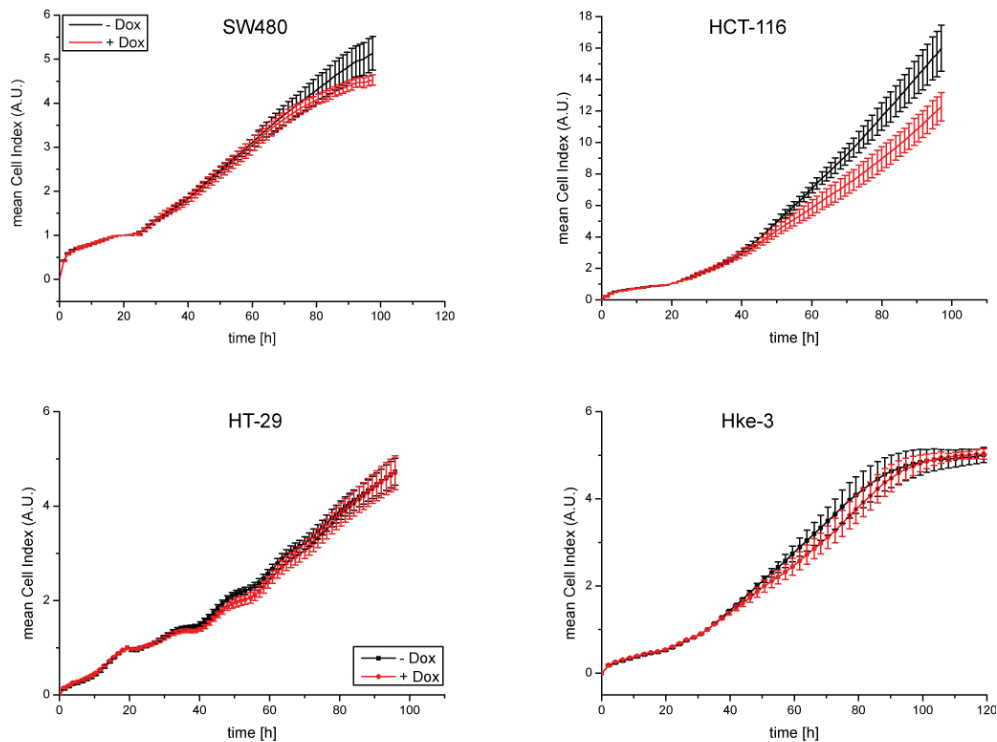 SW480
- Dox
+ Dox
mean Cell Index (A.U.)
6
5
4
3
2
1
0
0 20 40 60 80 100 120
time [h]
HCT-116
mean Cell Index (A.U.)
18
16
14
12
10
8
6
4
2
0
0 20 40 60 80 100
time [h]
HT-29
mean Cell Index (A.U.)
6
4
2
0
- Dox
+ Dox
0 20 40 60 80 100
time [h]
Hke-3
mean Cell Index (A.U.)
6
4
2
0
0 20 40 60 80 100 120
time [h]